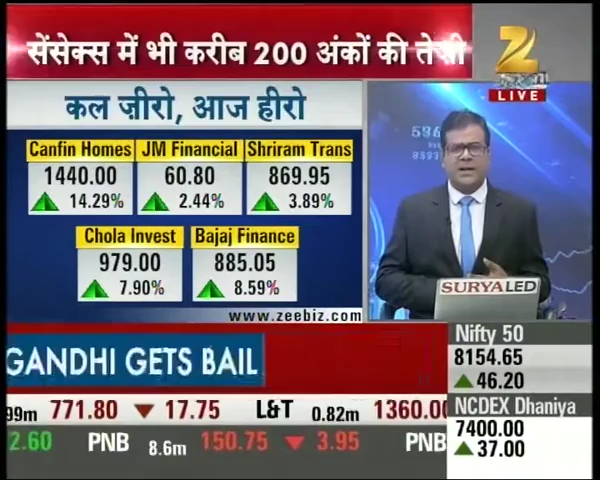 सेंसेक्स में भी करीब 200 अंकों की तेज़ी
LIVE
कल ज़ीरो, आज हीरो
Canfin Homes JM Financial Shriram Trans
1440.00 60.80 869.95
14.29% 2.44% 3.89%
Chola Invest Bajaj Finance
979.00 885.05
7.90% 8.59%
www.zeebiz.com
SURYA LED
GANDHI GETS BAIL
Nifty 50
8154.65
46.20
NCDEX Dhaniya
7400.00
37.00
99m 771.80 17.75 L&T 0.82m 1360.00
2.60 PNB 8.6m 150.75 3.95 PNB